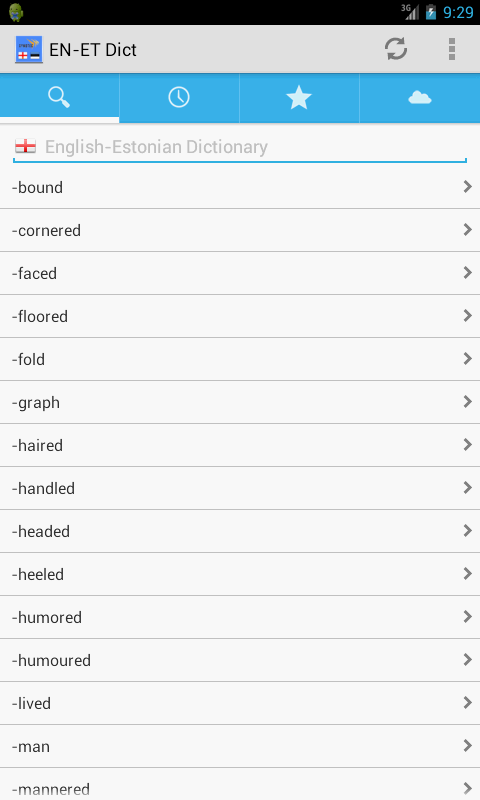 3G 9:29
EN-ET Dict
English-Estonian Dictionary
-bound
-cornered
-faced
-floored
-fold
-graph
-haired
-handled
-headed
-heeled
-humored
-humoured
-lived
-man
-mannered